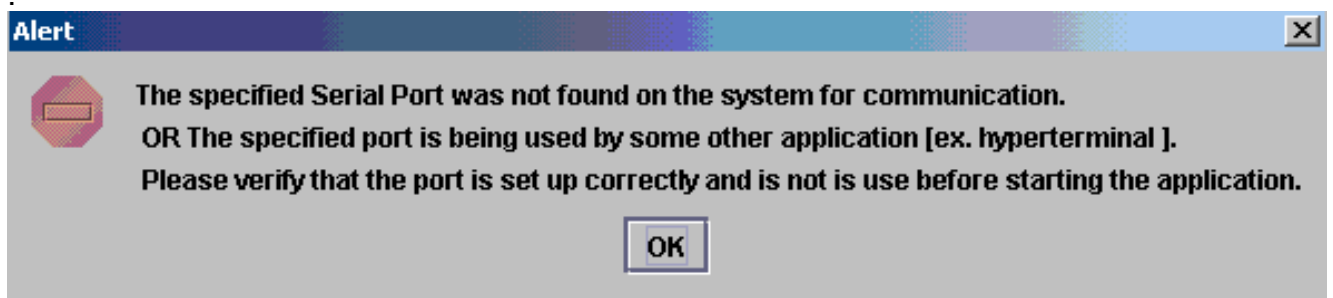 .
Alert
The specified Serial Port was not found on the system for communication.
OR The specified port is being used by some other application [ex. hyperterminal ].
Please verify that the port is set up correctly and is not is use before starting the application.
OK